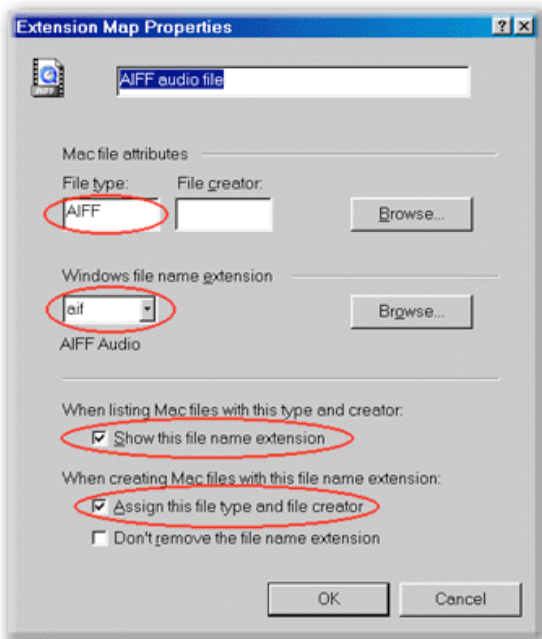 Extension Map Properties
AIFF
AIFF audio file
Mac file attributes
File type: File creator:
AIFF
Browse...
Windows file name extension
aif
Browse...
AIFF Audio
When listing Mac files with this type and creator:
Show this file name extension
When creating Mac files with this file name extension:
Assign this file type and file creator
Don't remove the file name extension
OK Cancel